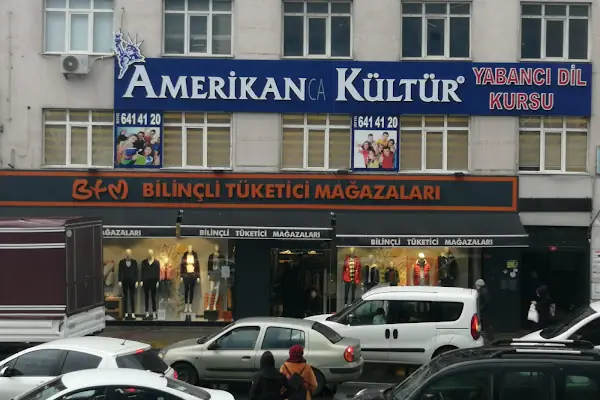 AMERİKANCA KÜLTÜR®
YABANCI DİL
KURSU
641 41 20
641 41 20
BTM BİLİNÇLİ TÜKETİCİ MAĞAZALARI
MAĞAZALARI
BİLİNÇLİ TÜKETİCİ MAĞAZALARI
BİLİNÇLİ TÜKETİCİ MAĞAZALARI